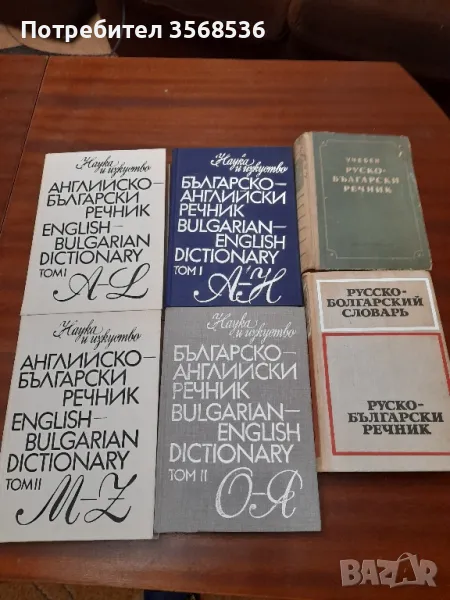 Потребител 3568536
Наука
и изкуство
АНГЛИЙСКО-
БЪЛГАРСКИ
РЕЧНИК
ENGLISH-
BULGARIAN
DICTIONARY
ТОМ I
A-L
Наука
и изкуство
БЪЛГАРСКО-
АНГЛИЙСКИ
РЕЧНИК
BULGARIAN-
ENGLISH
DICTIONARY
ТОМ I
А-Н
УЧЕБЕН
РУСКО-
БЪЛГАРСКИ
РЕЧНИК
Наука
и изкуство
АНГЛИЙСКО-
БЪЛГАРСКИ
РЕЧНИК
ENGLISH-
BULGARIAN
DICTIONARY
ТОМ II
M-Z
Наука
и изкуство
БЪЛГАРСКО-
АНГЛИЙСКИ
РЕЧНИК
BULGARIAN-
ENGLISH
DICTIONARY
ТОМ II
О-Я
РУССКО-
БОЛГАРСКИЙ
СЛОВАРЬ
РУСКО-
БЪЛГАРСКИ
РЕЧНИК
BAZAR